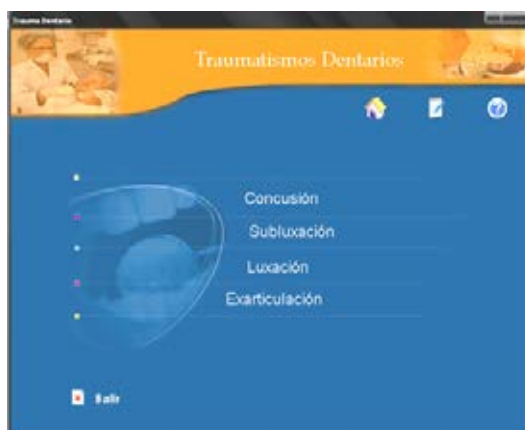 Trauma Dentario
Traumatismos Dentarios
Concusión
Subluxación
Luxación
Exarticulación
Salir